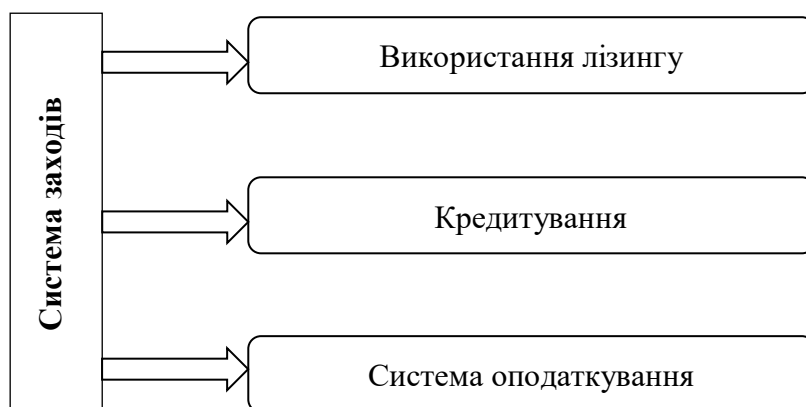 Система заходів
Використання лізингу
Кредитування
Система оподаткування